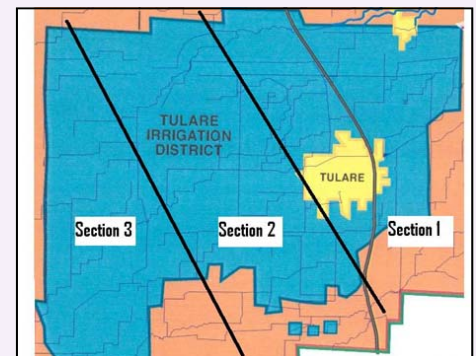 TULARE
IRRIGATION
DISTRICT
TULARE
Section 3
Section 2
Section 1